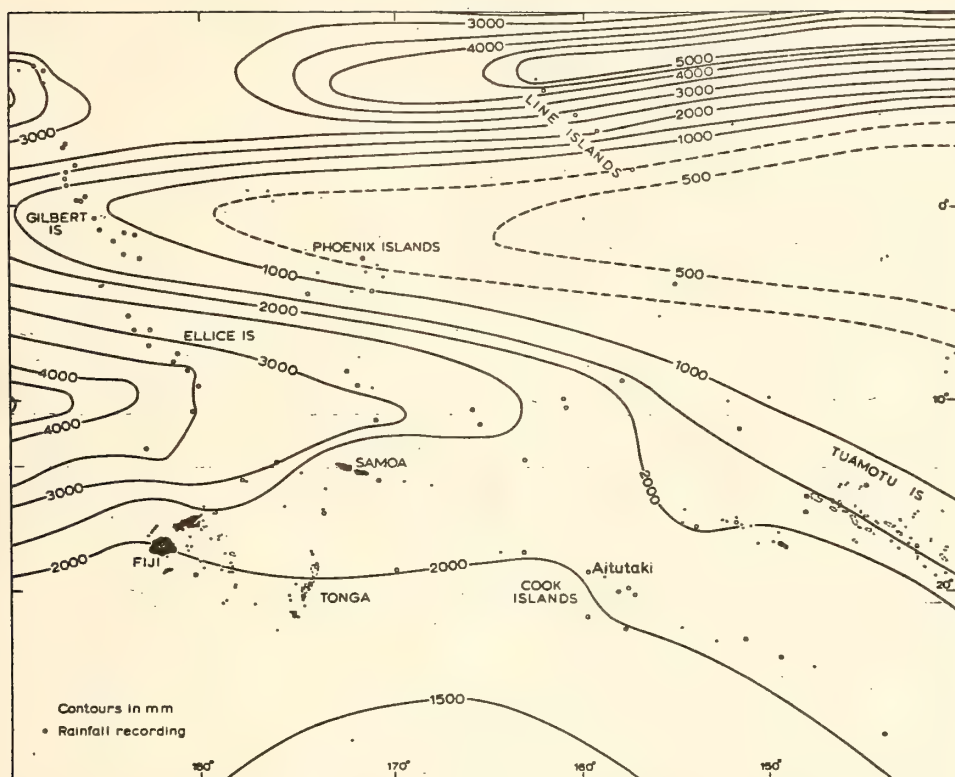 3000
4000
5000
4000
3000
2000
1000
LINE ISLANDS
3000
500
500
0°
GILBERT
IS
PHOENIX ISLANDS
1000
500
2000
ELLICE IS
3000
1000
4000
10°
4000
SAMOA
TUAMOTU IS
3000
2000
FIJI
2000
2000
Aitutaki
COOK
ISLANDS
TONGA
20°
1500
Contours in mm
Rainfall recording
180°
170°
160°
150°